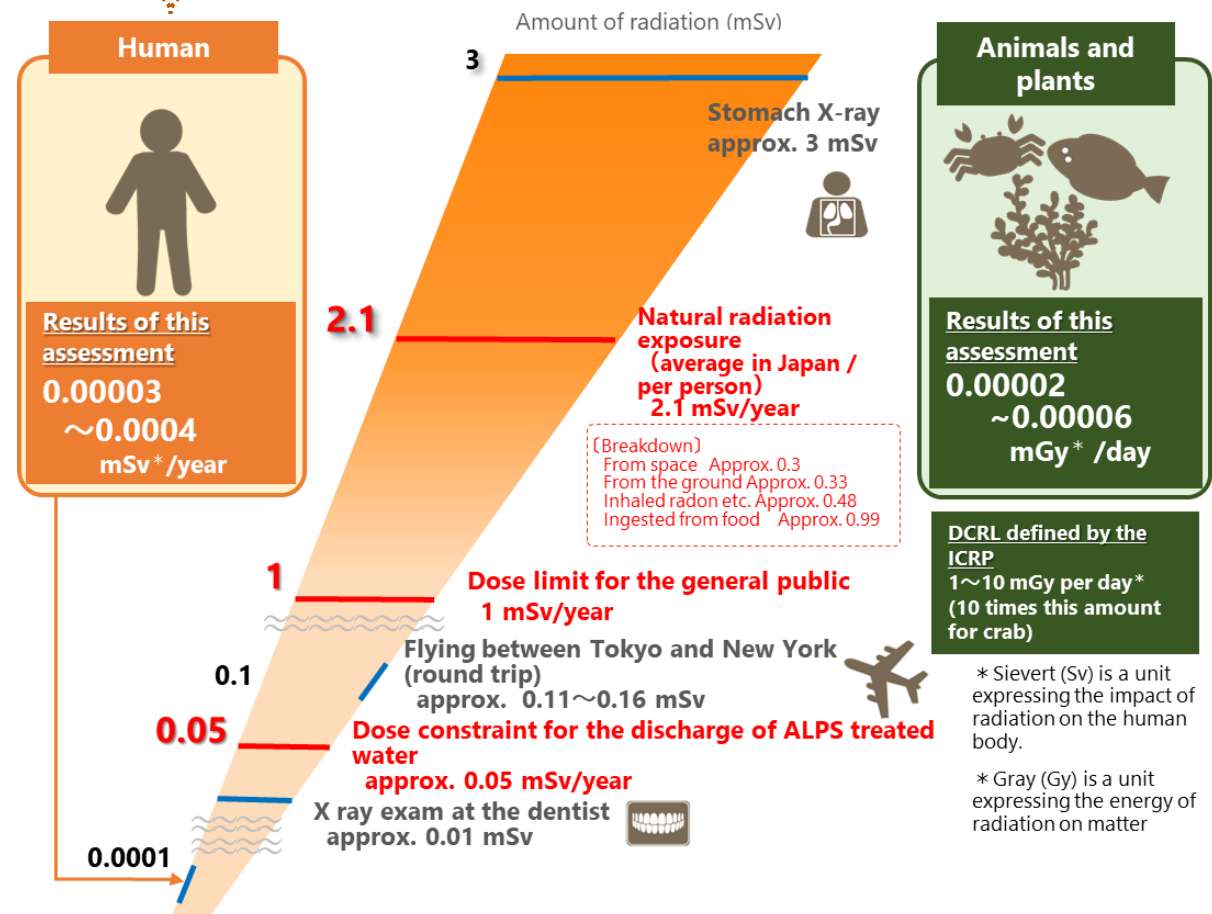 Amount of radiation (mSv)
Human
Results of this
assessment
0.00003
～0.0004
mSv＊/year
3
Stomach X-ray
approx. 3 mSv
2.1
Natural radiation
exposure
（average in Japan /
per person）
2.1 mSv/year
〔Breakdown〕
From space Approx. 0.3
From the ground Approx. 0.33
Inhaled radon etc. Approx. 0.48
Ingested from food Approx. 0.99
1
Dose limit for the general public
1 mSv/year
0.1
Flying between Tokyo and New York
(round trip)
approx. 0.11～0.16 mSv
0.05
Dose constraint for the discharge of ALPS treated
water
approx. 0.05 mSv/year
X ray exam at the dentist
approx. 0.01 mSv
0.0001
Animals and
plants
Results of this
assessment
0.00002
~0.00006
mGy＊ /day
DCRL defined by the
ICRP
1～10 mGy per day＊
(10 times this amount
for crab)
＊Sievert (Sv) is a unit
expressing the impact of
radiation on the human
body.
＊Gray (Gy) is a unit
expressing the energy of
radiation on matter